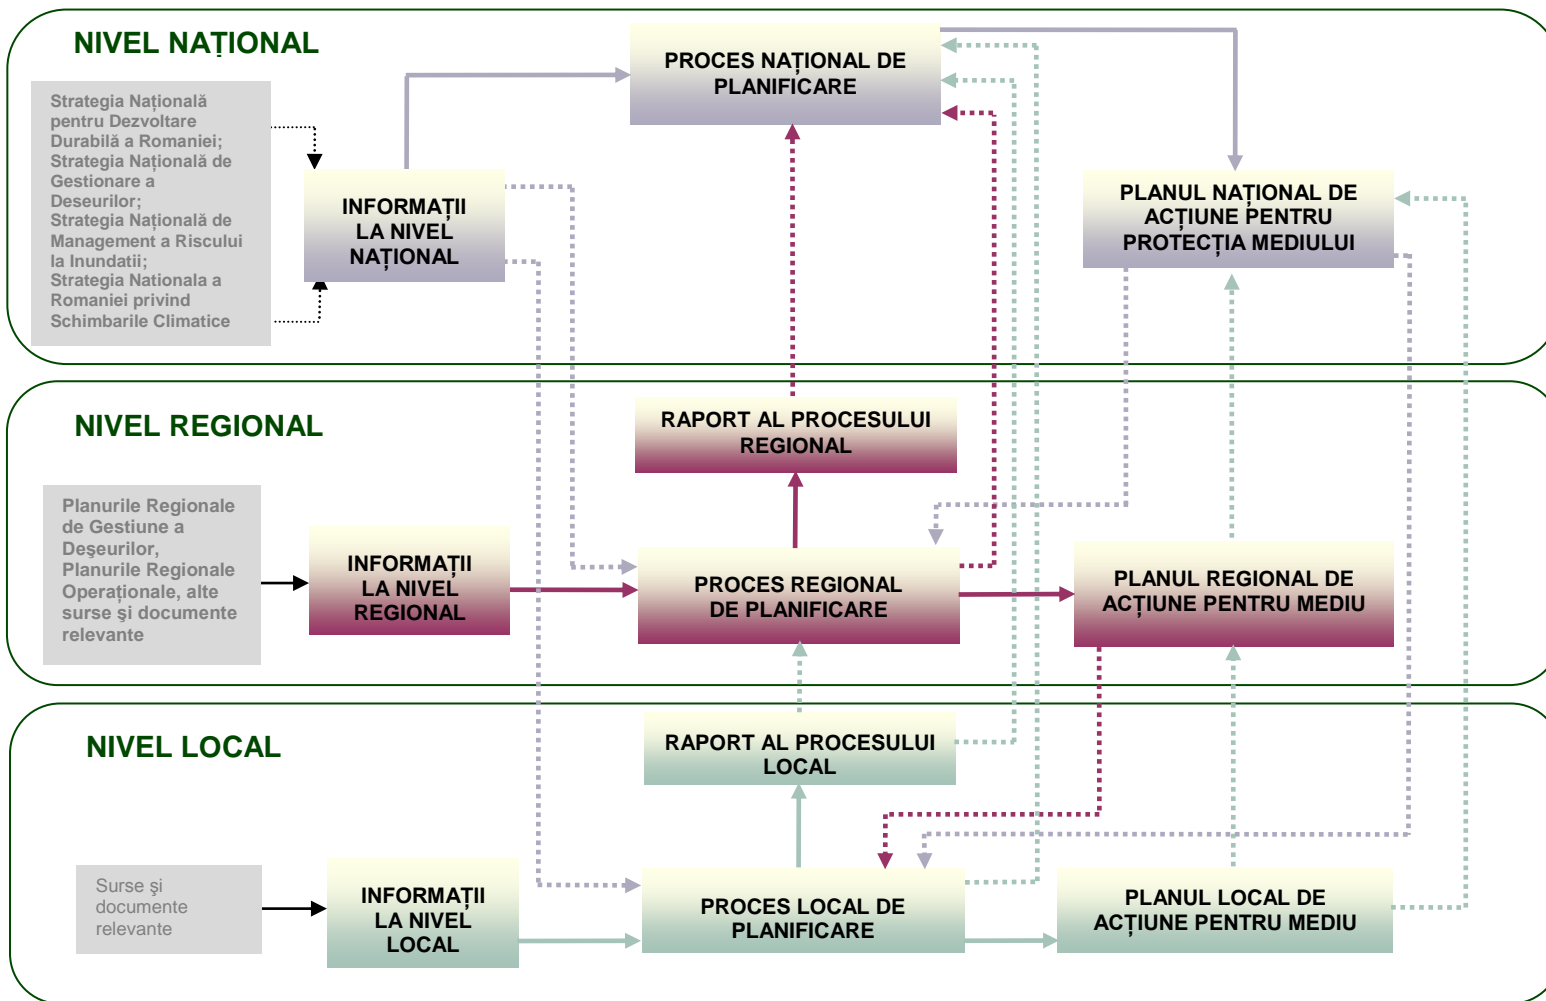 NIVEL NAȚIONAL
Strategia Națională
pentru Dezvoltare
Durabilă a Romaniei;
Strategia Națională de
Gestionare a
Deseurilor;
Strategia Națională de
Management a Riscului
la Inundatii;
Strategia Nationala a
Romaniei privind
Schimbarile Climatice
INFORMAȚII
LA NIVEL
NAȚIONAL
PROCES NAȚIONAL DE
PLANIFICARE
PLANUL NAȚIONAL DE
ACȚIUNE PENTRU
PROTECȚIA MEDIULUI
NIVEL REGIONAL
RAPORT AL PROCESULUI
REGIONAL
Planurile Regionale
de Gestiune a
Deşeurilor,
Planurile Regionale
Operaționale, alte
surse şi documente
relevante
INFORMAȚII
LA NIVEL
REGIONAL
PROCES REGIONAL
DE PLANIFICARE
PLANUL REGIONAL DE
ACȚIUNE PENTRU MEDIU
NIVEL LOCAL
RAPORT AL PROCESULUI
LOCAL
Surse şi
documente
relevante
INFORMAȚII
LA NIVEL
LOCAL
PROCES LOCAL DE
PLANIFICARE
PLANUL LOCAL DE
ACȚIUNE PENTRU MEDIU